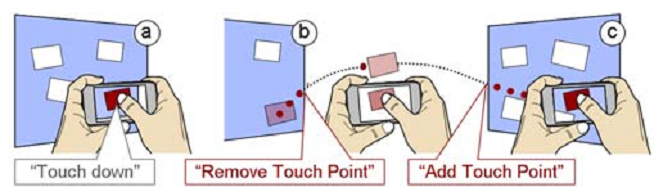 a
b
c
"Touch down"
"Remove Touch Point"
"Add Touch Point"